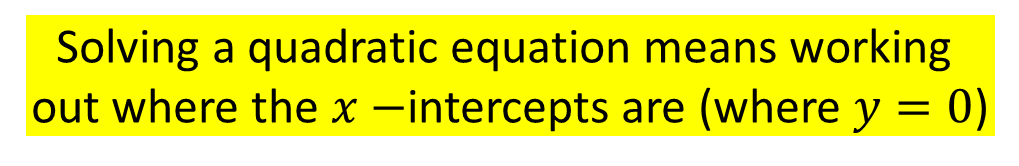 Solving a quadratic equation means working
out where the 𝑥 −intercepts are (where 𝑦 = 0)